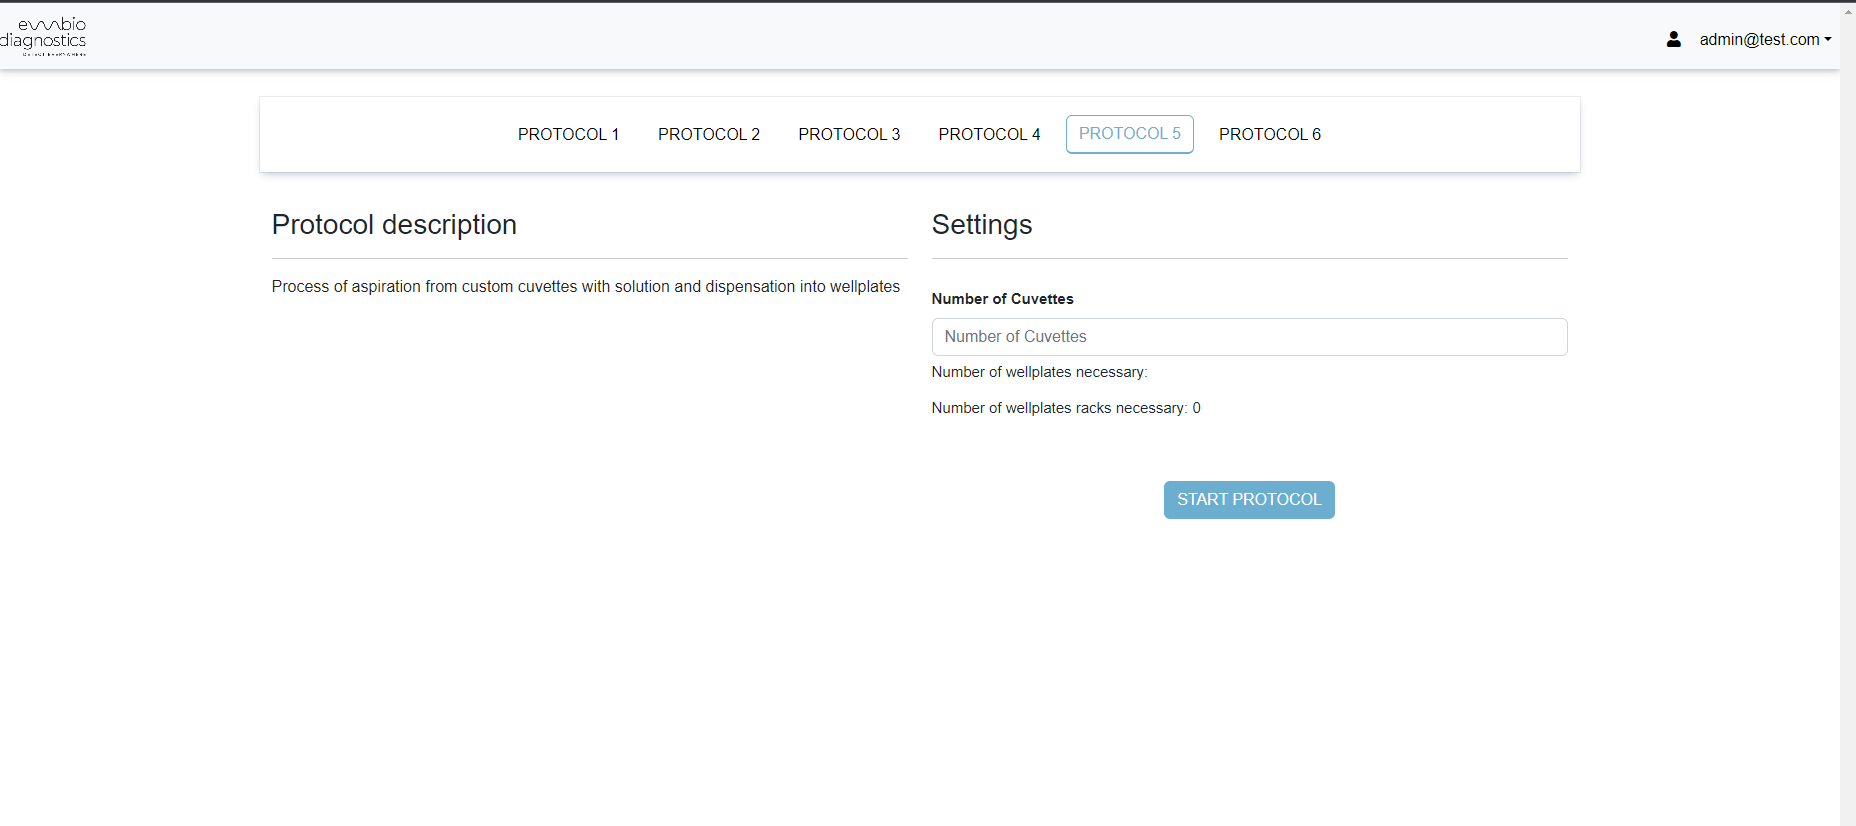 diagnostics
admin@test.com
PROTOCOL 1 PROTOCOL 2 PROTOCOL 3 PROTOCOL 4 PROTOCOL 5 PROTOCOL 6
Protocol description
Process of aspiration from custom cuvettes with solution and dispensation into wellplates
Settings
Number of Cuvettes
Number of Cuvettes
Number of wellplates necessary:
Number of wellplates racks necessary: 0
START PROTOCOL